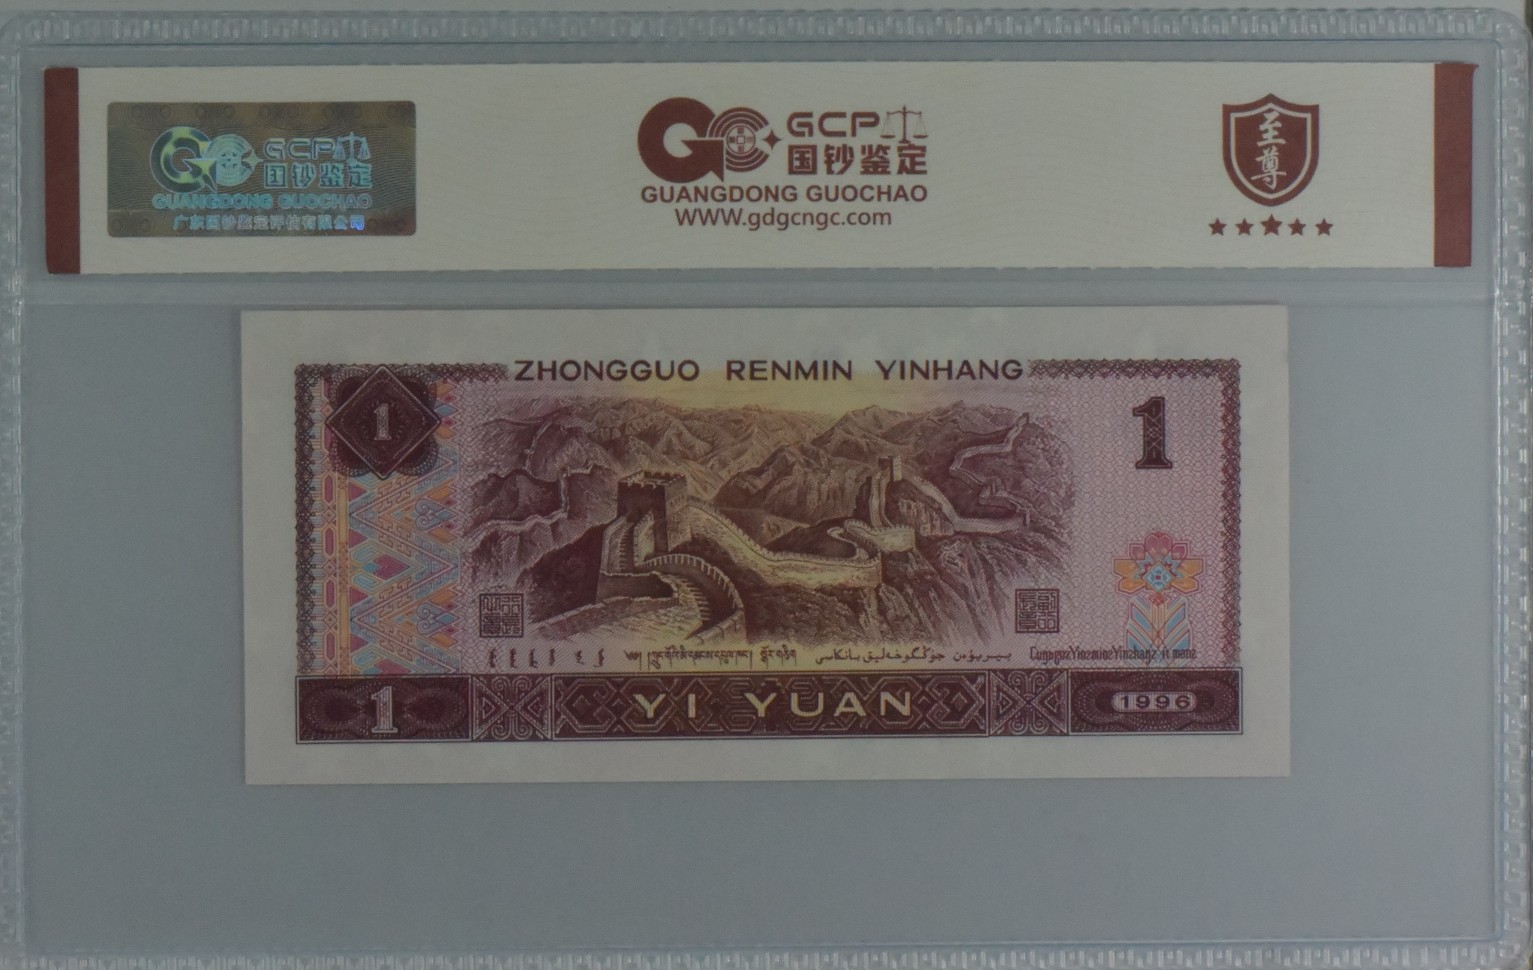 GCP
国钞鉴定
GUANGDONG GUOCHAO
广东国钞鉴定评估有限公司
GCP
国钞鉴定
GUANGDONG GUOCHAO
WWW.gdgcngc.com
至尊
ZHONGGUO RENMIN YINHANG
1
1
جۇڭگوخەلىق بانكاسى
YI YUAN
1
1996